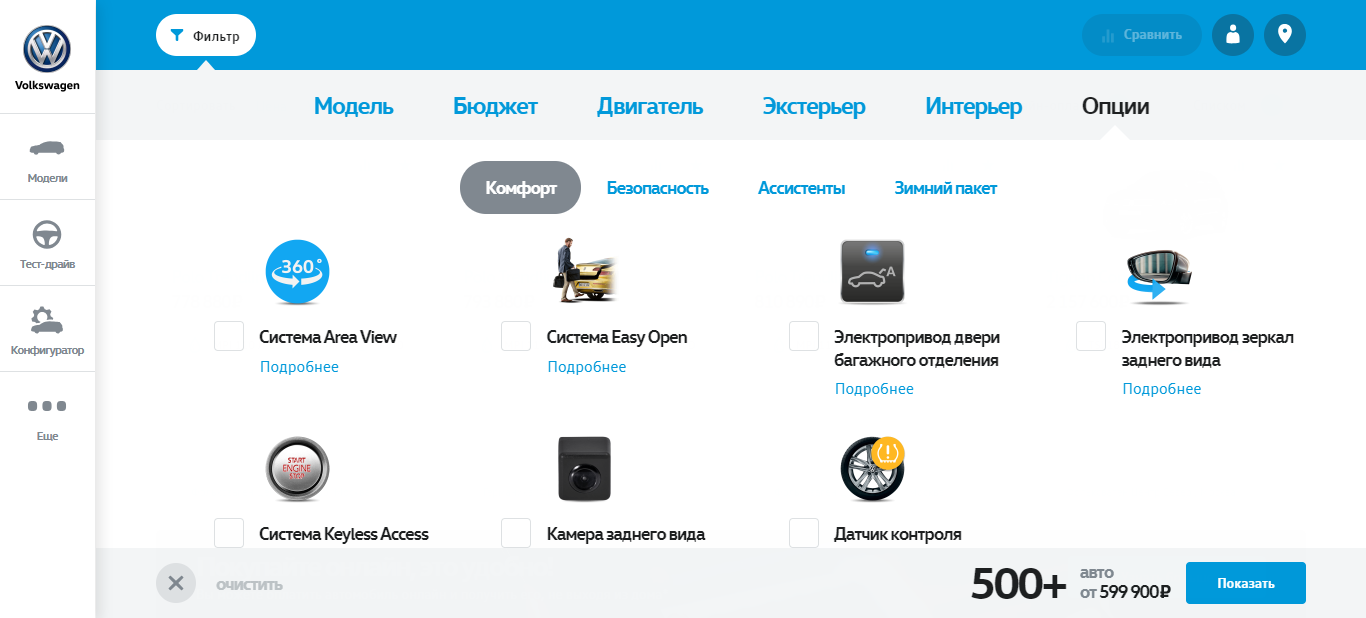 Фильтр
Сравнить
Volkswagen
Модели
Тест-драйв
Конфигуратор
Еще
Модель Бюджет Двигатель Экстерьер Интерьер Опции
Комфорт Безопасность Ассистенты Зимний пакет
360°
A
Система Area View
Подробнее
Система Easy Open
Подробнее
Электропривод двери
багажного отделения
Подробнее
Электропривод зеркал
заднего вида
Подробнее
START
ENGINE
STOP
Система Keyless Access
Камера заднего вида
Датчик контроля
очистить
500+
авто
от 599 900₽
Показать